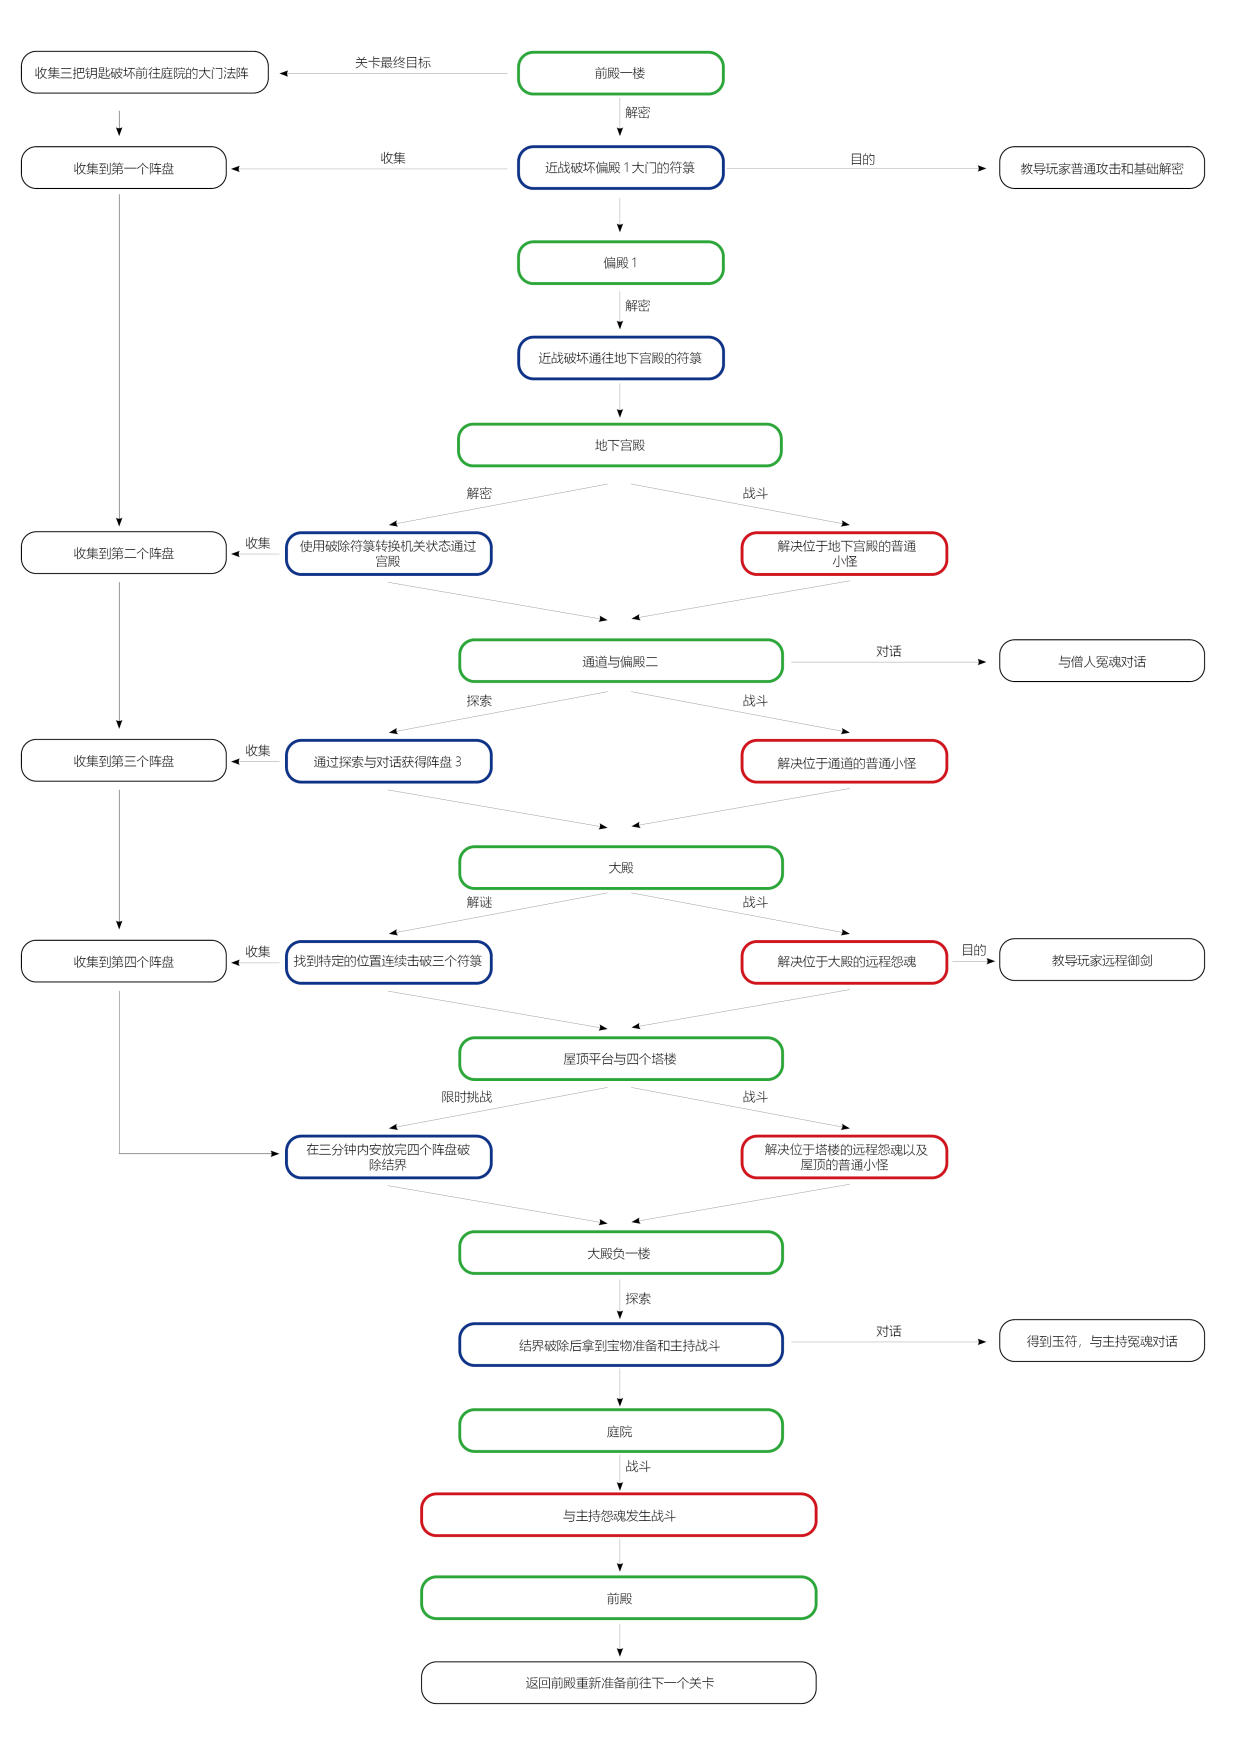 收集三把钥匙破坏前往庭院的大门法阵
关卡最终目标
前殿一楼
解密
收集到第一个阵盘
收集
近战破坏偏殿 1 大门的符箓
目的
教导玩家普通攻击和基础解密
偏殿 1
解密
近战破坏通往地下宫殿的符箓
地下宫殿
解密
战斗
收集到第二个阵盘
收集
使用破除符箓转换机关状态通过
宫殿
解决位于地下宫殿的普通
小怪
通道与偏殿二
对话
与僧人冤魂对话
探索
战斗
收集到第三个阵盘
收集
通过探索与对话获得阵盘 3
解决位于通道的普通小怪
大殿
解谜
战斗
收集到第四个阵盘
收集
找到特定的位置连续击破三个符箓
解决位于大殿的远程怨魂
目的
教导玩家远程御剑
屋顶平台与四个塔楼
限时挑战
战斗
在三分钟内安放完四个阵盘破
除结界
解决位于塔楼的远程怨魂以及
屋顶的普通小怪
大殿负一楼
探索
结界破除后拿到宝物准备和主持战斗
对话
得到玉符，与主持冤魂对话
庭院
战斗
与主持怨魂发生战斗
前殿
返回前殿重新准备前往下一个关卡